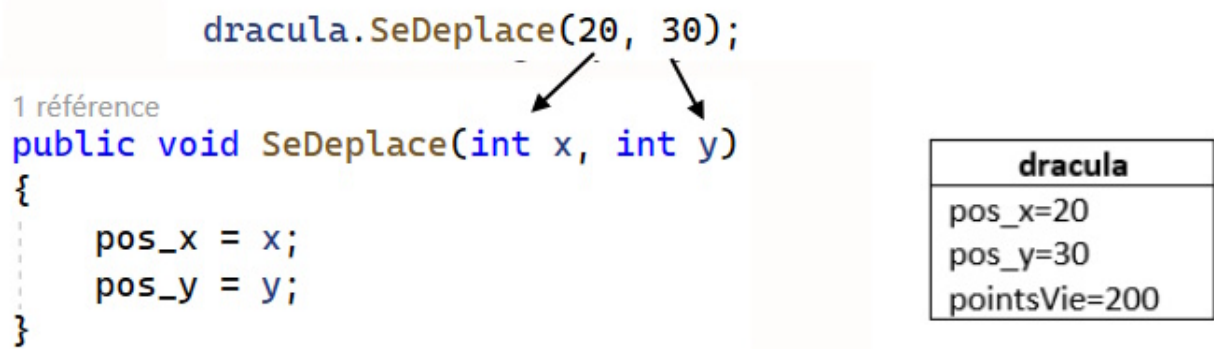 dracula.SeDeplace(20, 30);
1 référence
public void SeDeplace(int x, int y)
{
pos_x = x;
pos_y = y;
}
dracula
pos_x=20
pos_y=30
pointsVie=200